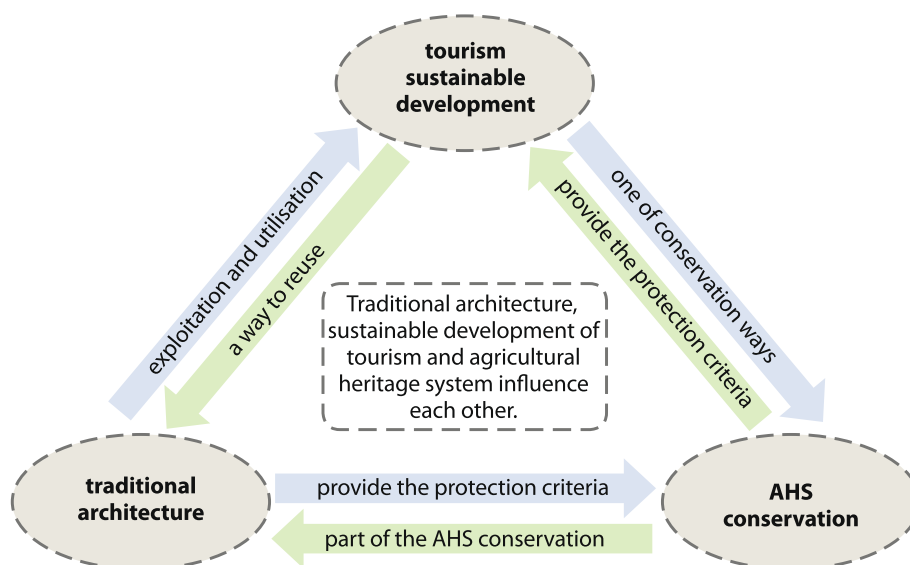 tourism
sustainable
development
exploitation and utilisation
a way to reuse
one of conservation ways
provide the protection criteria
Traditional architecture,
sustainable development of
tourism and agricultural
heritage system influence
each other.
traditional
architecture
provide the protection criteria
part of the AHS conservation
AHS
conservation